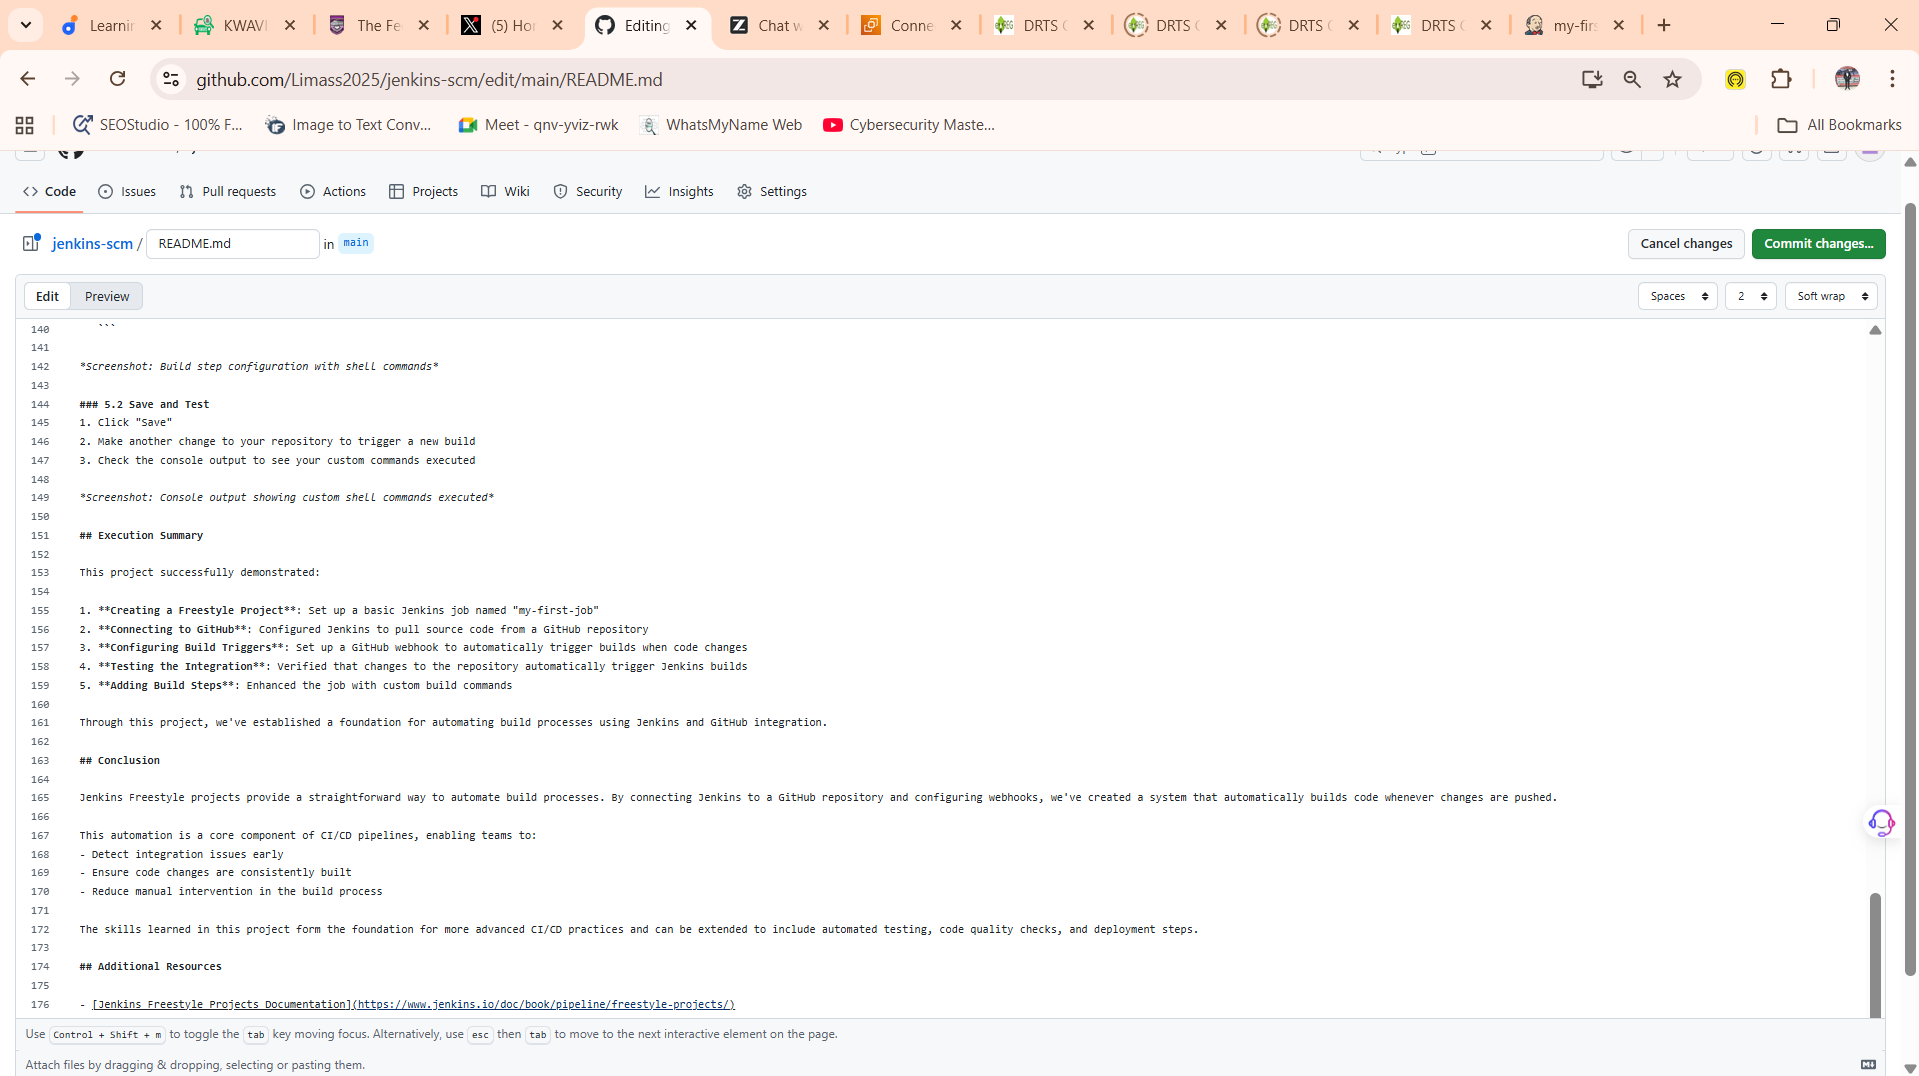 Learnin
KWAVE
The Fe
(5) Hor
Editing
Chat w
Conne
DRTS
DRTS
DRTS
DRTS
my-firs
github.com/Limass2025/jenkins-scm/edit/main/README.md
SEOStudio - 100% F...
Image to Text Conv...
Meet - qnv-yviz-rwk
WhatsMyName Web
Cybersecurity Maste...
All Bookmarks
Code
Issues
Pull requests
Actions
Projects
Wiki
Security
Insights
Settings
jenkins-scm / README.md in main
Cancel changes
Commit changes...
Edit
Preview
Spaces
2
Soft wrap
140 ```
141
142 *Screenshot: Build step configuration with shell commands*
143
144 ### 5.2 Save and Test
145 1. Click "Save"
146 2. Make another change to your repository to trigger a new build
147 3. Check the console output to see your custom commands executed
148
149 *Screenshot: Console output showing custom shell commands executed*
150
151 ## Execution Summary
152
153 This project successfully demonstrated:
154
155 1. **Creating a Freestyle Project**: Set up a basic Jenkins job named "my-first-job"
156 2. **Connecting to GitHub**: Configured Jenkins to pull source code from a GitHub repository
157 3. **Configuring Build Triggers**: Set up a GitHub webhook to automatically trigger builds when code changes
158 4. **Testing the Integration**: Verified that changes to the repository automatically trigger Jenkins builds
159 5. **Adding Build Steps**: Enhanced the job with custom build commands
160
161 Through this project, we've established a foundation for automating build processes using Jenkins and GitHub integration.
162
163 ## Conclusion
164
165 Jenkins Freestyle projects provide a straightforward way to automate build processes. By connecting Jenkins to a GitHub repository and configuring webhooks, we've created a system that automatically builds code whenever changes are pushed.
166
167 This automation is a core component of CI/CD pipelines, enabling teams to:
168 - Detect integration issues early
169 - Ensure code changes are consistently built
170 - Reduce manual intervention in the build process
171
172 The skills learned in this project form the foundation for more advanced CI/CD practices and can be extended to include automated testing, code quality checks, and deployment steps.
173
174 ## Additional Resources
175
176 - [Jenkins Freestyle Projects Documentation](https://www.jenkins.io/doc/book/pipeline/freestyle-projects/)
Use Control + Shift + m to toggle the tab key moving focus. Alternatively, use esc then tab to move to the next interactive element on the page.
Attach files by dragging & dropping, selecting or pasting them.